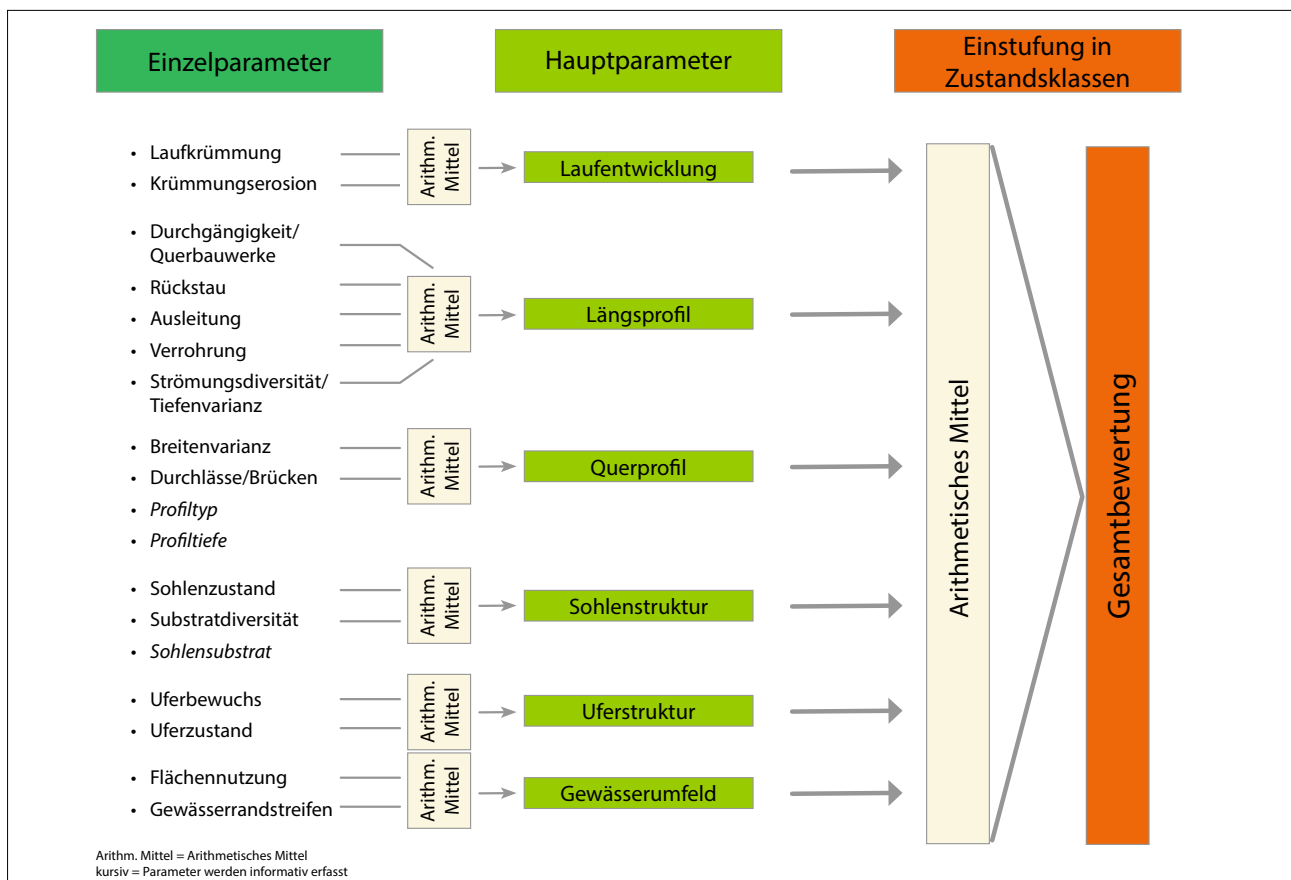 Einzelparameter
Hauptparameter
Einstufung in
Zustandsklassen
• Laufkrümmung
• Krümmungserosion
Arithm.
Mittel
Laufentwicklung
• Durchgängigkeit/
Querbauwerke
• Rückstau
• Ausleitung
• Verrohrung
• Strömungsdiversität/
Tiefenvarianz
Arithm.
Mittel
Längsprofil
• Breitenvarianz
• Durchlässe/Brücken
• Profiltyp
• Profiltiefe
Arithm.
Mittel
Querprofil
• Sohlenzustand
• Substratdiversität
• Sohlensubstrat
Arithm.
Mittel
Sohlenstruktur
• Uferbewuchs
• Uferzustand
Arithm.
Mittel
Uferstruktur
• Flächennutzung
• Gewässerrandstreifen
Arithm.
Mittel
Gewässerumfeld
Arithmetisches Mittel
Gesamtbewertung
Arithm. Mittel = Arithmetisches Mittel
kursiv = Parameter werden informativ erfasst